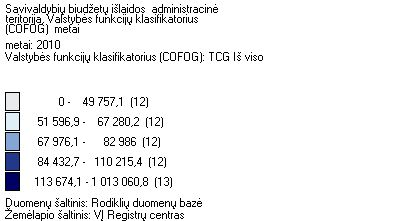 Savivaldybių biudžetų išlaidos administracinė
teritorija, Valstybės funkcijų klasifikatorius
(COFOG) metai
metai: 2010
Valstybės funkcijų klasifikatorius (COFOG): TCG Iš viso
0 - 49 757,1 (12)
51 596,9 - 67 280,2 (12)
67 976,1 - 82 986 (12)
84 432,7 - 110 215,4 (12)
113 674,1 - 1 013 060,8 (13)
Duomenų šaltinis: Rodiklių duomenų bazė
Žemėlapio šaltinis: VĮ Registrų centras